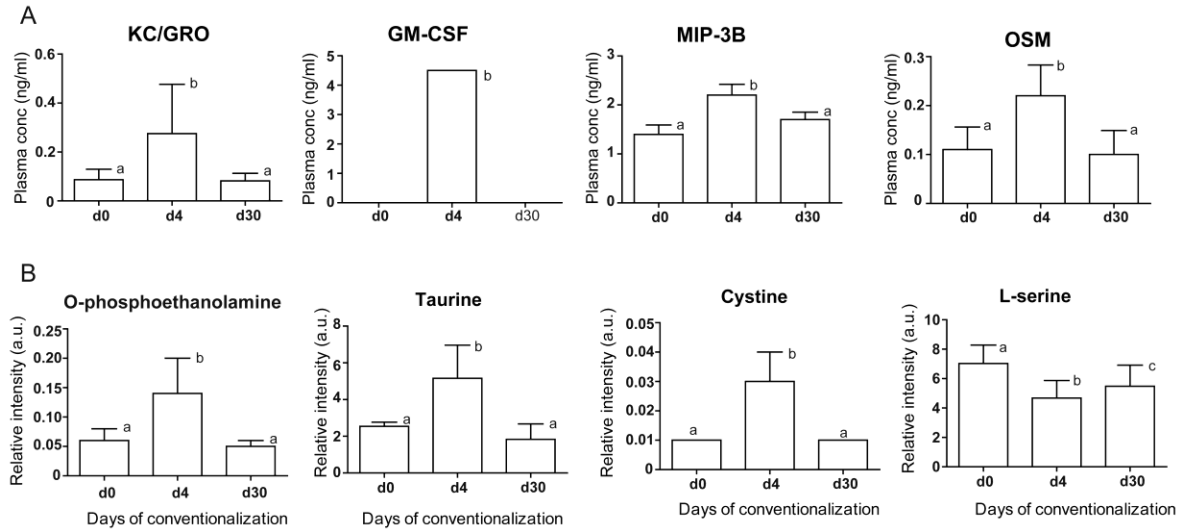 A
KC/GRO
GM-CSF
MIP-3B
OSM
Plasma conc (ng/ml)
0.6
0.4
0.2
0
a
b
a
d0
d4
d30
Plasma conc (ng/ml)
5
4
3
2
1
0
b
d0
d4
d30
Plasma conc (ng/ml)
3
2
1
0
a
b
a
d0
d4
d30
Plasma conc (ng/ml)
0.3
0.2
0.1
0
a
b
a
d0
d4
d30
B
O-phosphoethanolamine
Taurine
Cystine
L-serine
Relative intensity (a.u.)
0.25
0.20
0.15
0.10
0.05
0
a
b
a
d0
d4
d30
Days of conventionalization
Relative intensity (a.u.)
8
6
4
2
0
a
b
a
d0
d4
d30
Days of conventionalization
Relative intensity (a.u.)
0.05
0.04
0.03
0.02
0.010
0
a
b
a
d0
d4
d30
Days of conventionalization
Relative intensity (a.u.)
10
8
6
4
2
0
a
b
c
d0
d4
d30
Days of conventionalization